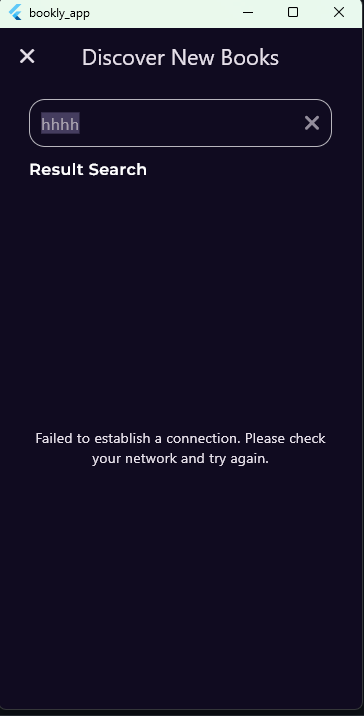 bookly_app
Discover New Books
hhhh
Result Search
Failed to establish a connection. Please check
your network and try again.